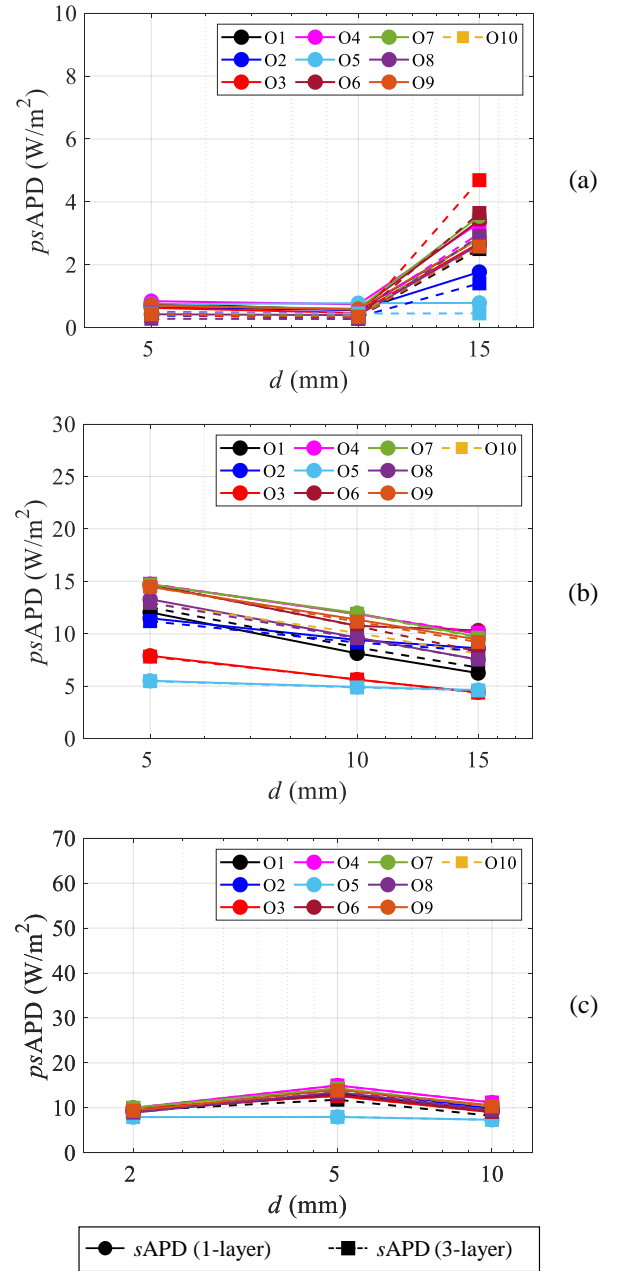 10
8
6
4
2
0
psAPD (W/m²)
O1 O4 O7 O10
O2 O5 O8
O3 O6 O9
5 10 15
d (mm)
(a)
30
25
20
15
10
5
0
psAPD (W/m²)
O1 O4 O7 O10
O2 O5 O8
O3 O6 O9
5 10 15
d (mm)
(b)
70
60
50
40
30
20
10
0
psAPD (W/m²)
O1 O4 O7 O10
O2 O5 O8
O3 O6 O9
2 5 10
d (mm)
(c)
sAPD (1-layer) sAPD (3-layer)